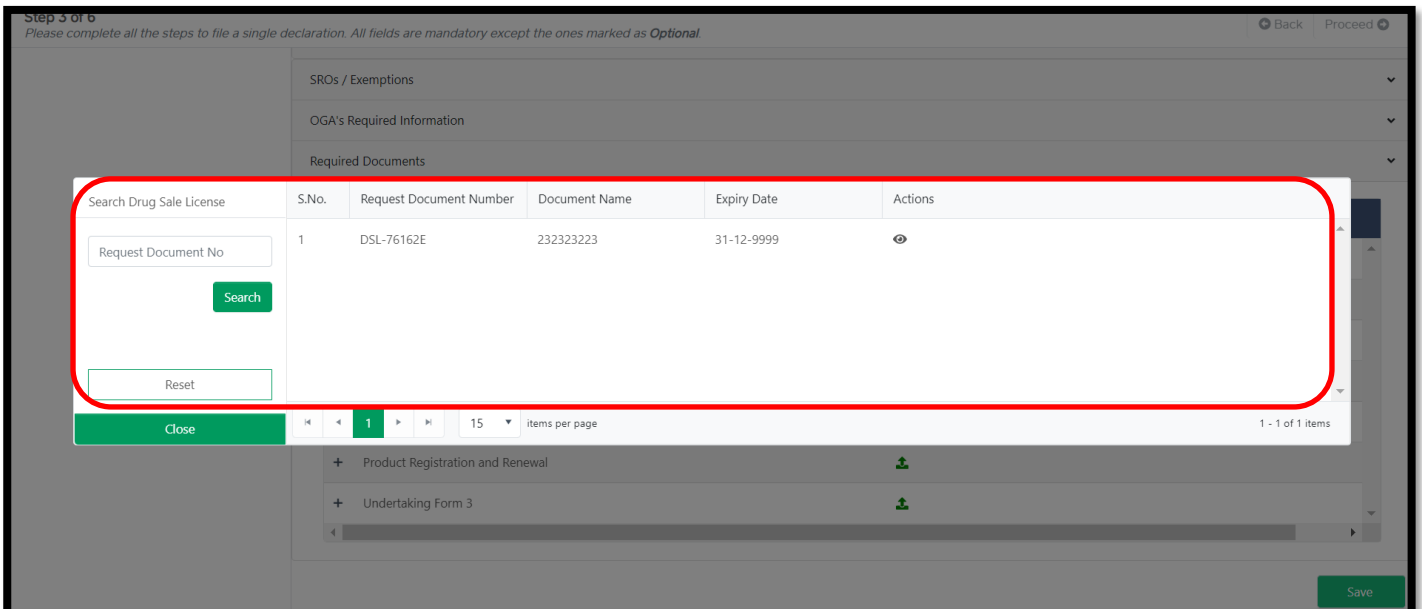 Step 3 of 6
Please complete all the steps to file a single declaration. All fields are mandatory except the ones marked as Optional.
Back Proceed
SROs / Exemptions
OGA's Required Information
Required Documents
Search Drug Sale License
S.No. Request Document Number Document Name Expiry Date Actions
1 DSL-76162E 232323223 31-12-9999
Request Document No
Search
Reset
Close
1 15 items per page 1 - 1 of 1 items
Product Registration and Renewal
Undertaking Form 3
Save